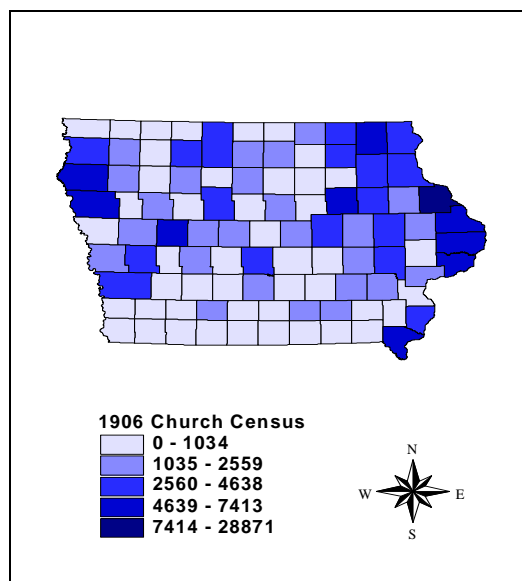 1906 Church Census
0 - 1034
1035 - 2559
2560 - 4638
4639 - 7413
7414 - 28871
N
W E
S